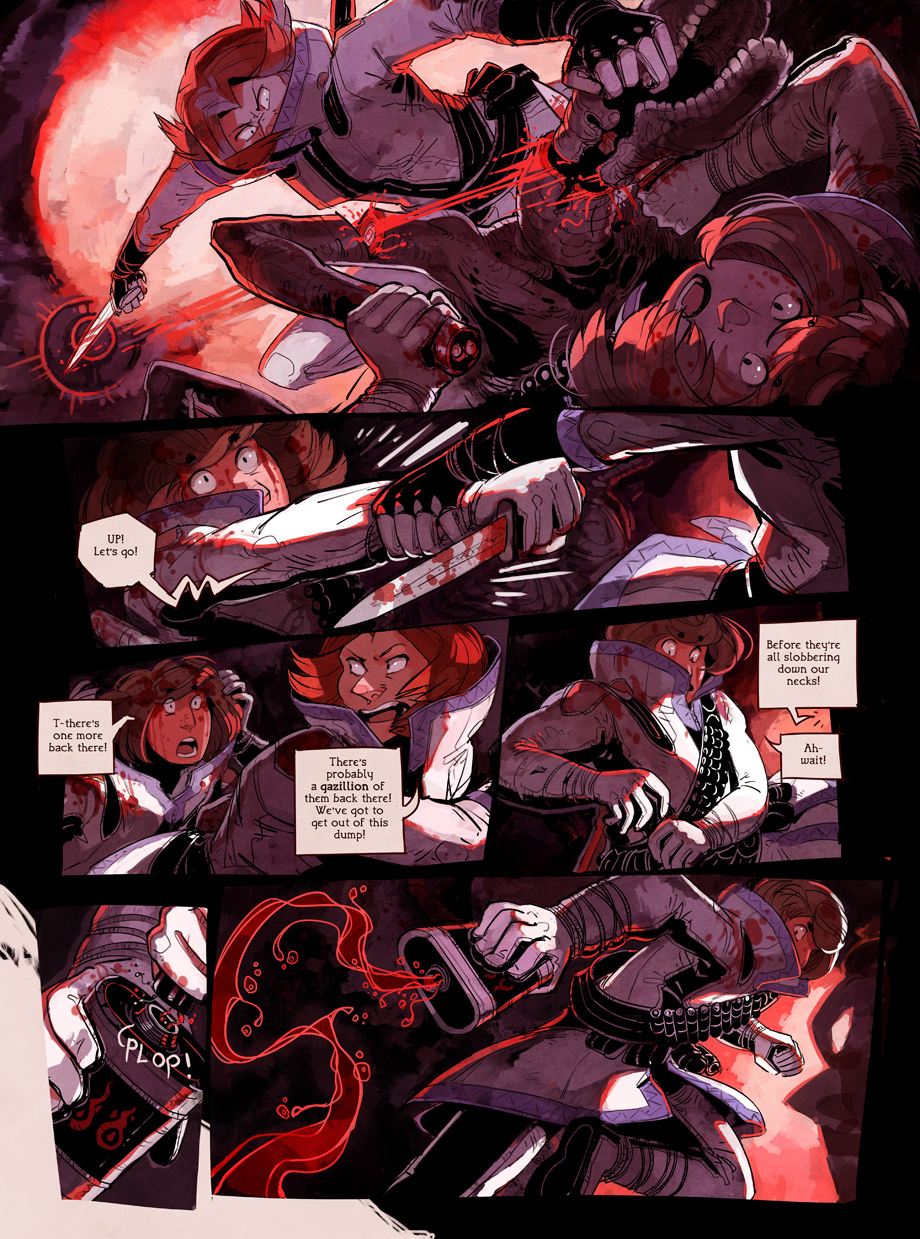 UP!
Let's go!
T-there's
one more
back there!
There's
probably
a gazillion of
them back there!
We've got to
get out of this
dump!
Before they're
all slobbering
down our
necks!
Ah-
wait!
PLOP!